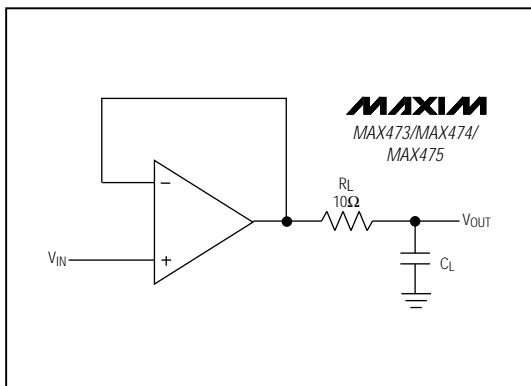 MAXIM
MAX473/MAX474/
MAX475
RL
10Ω
VOUT
VIN
CL
−
+